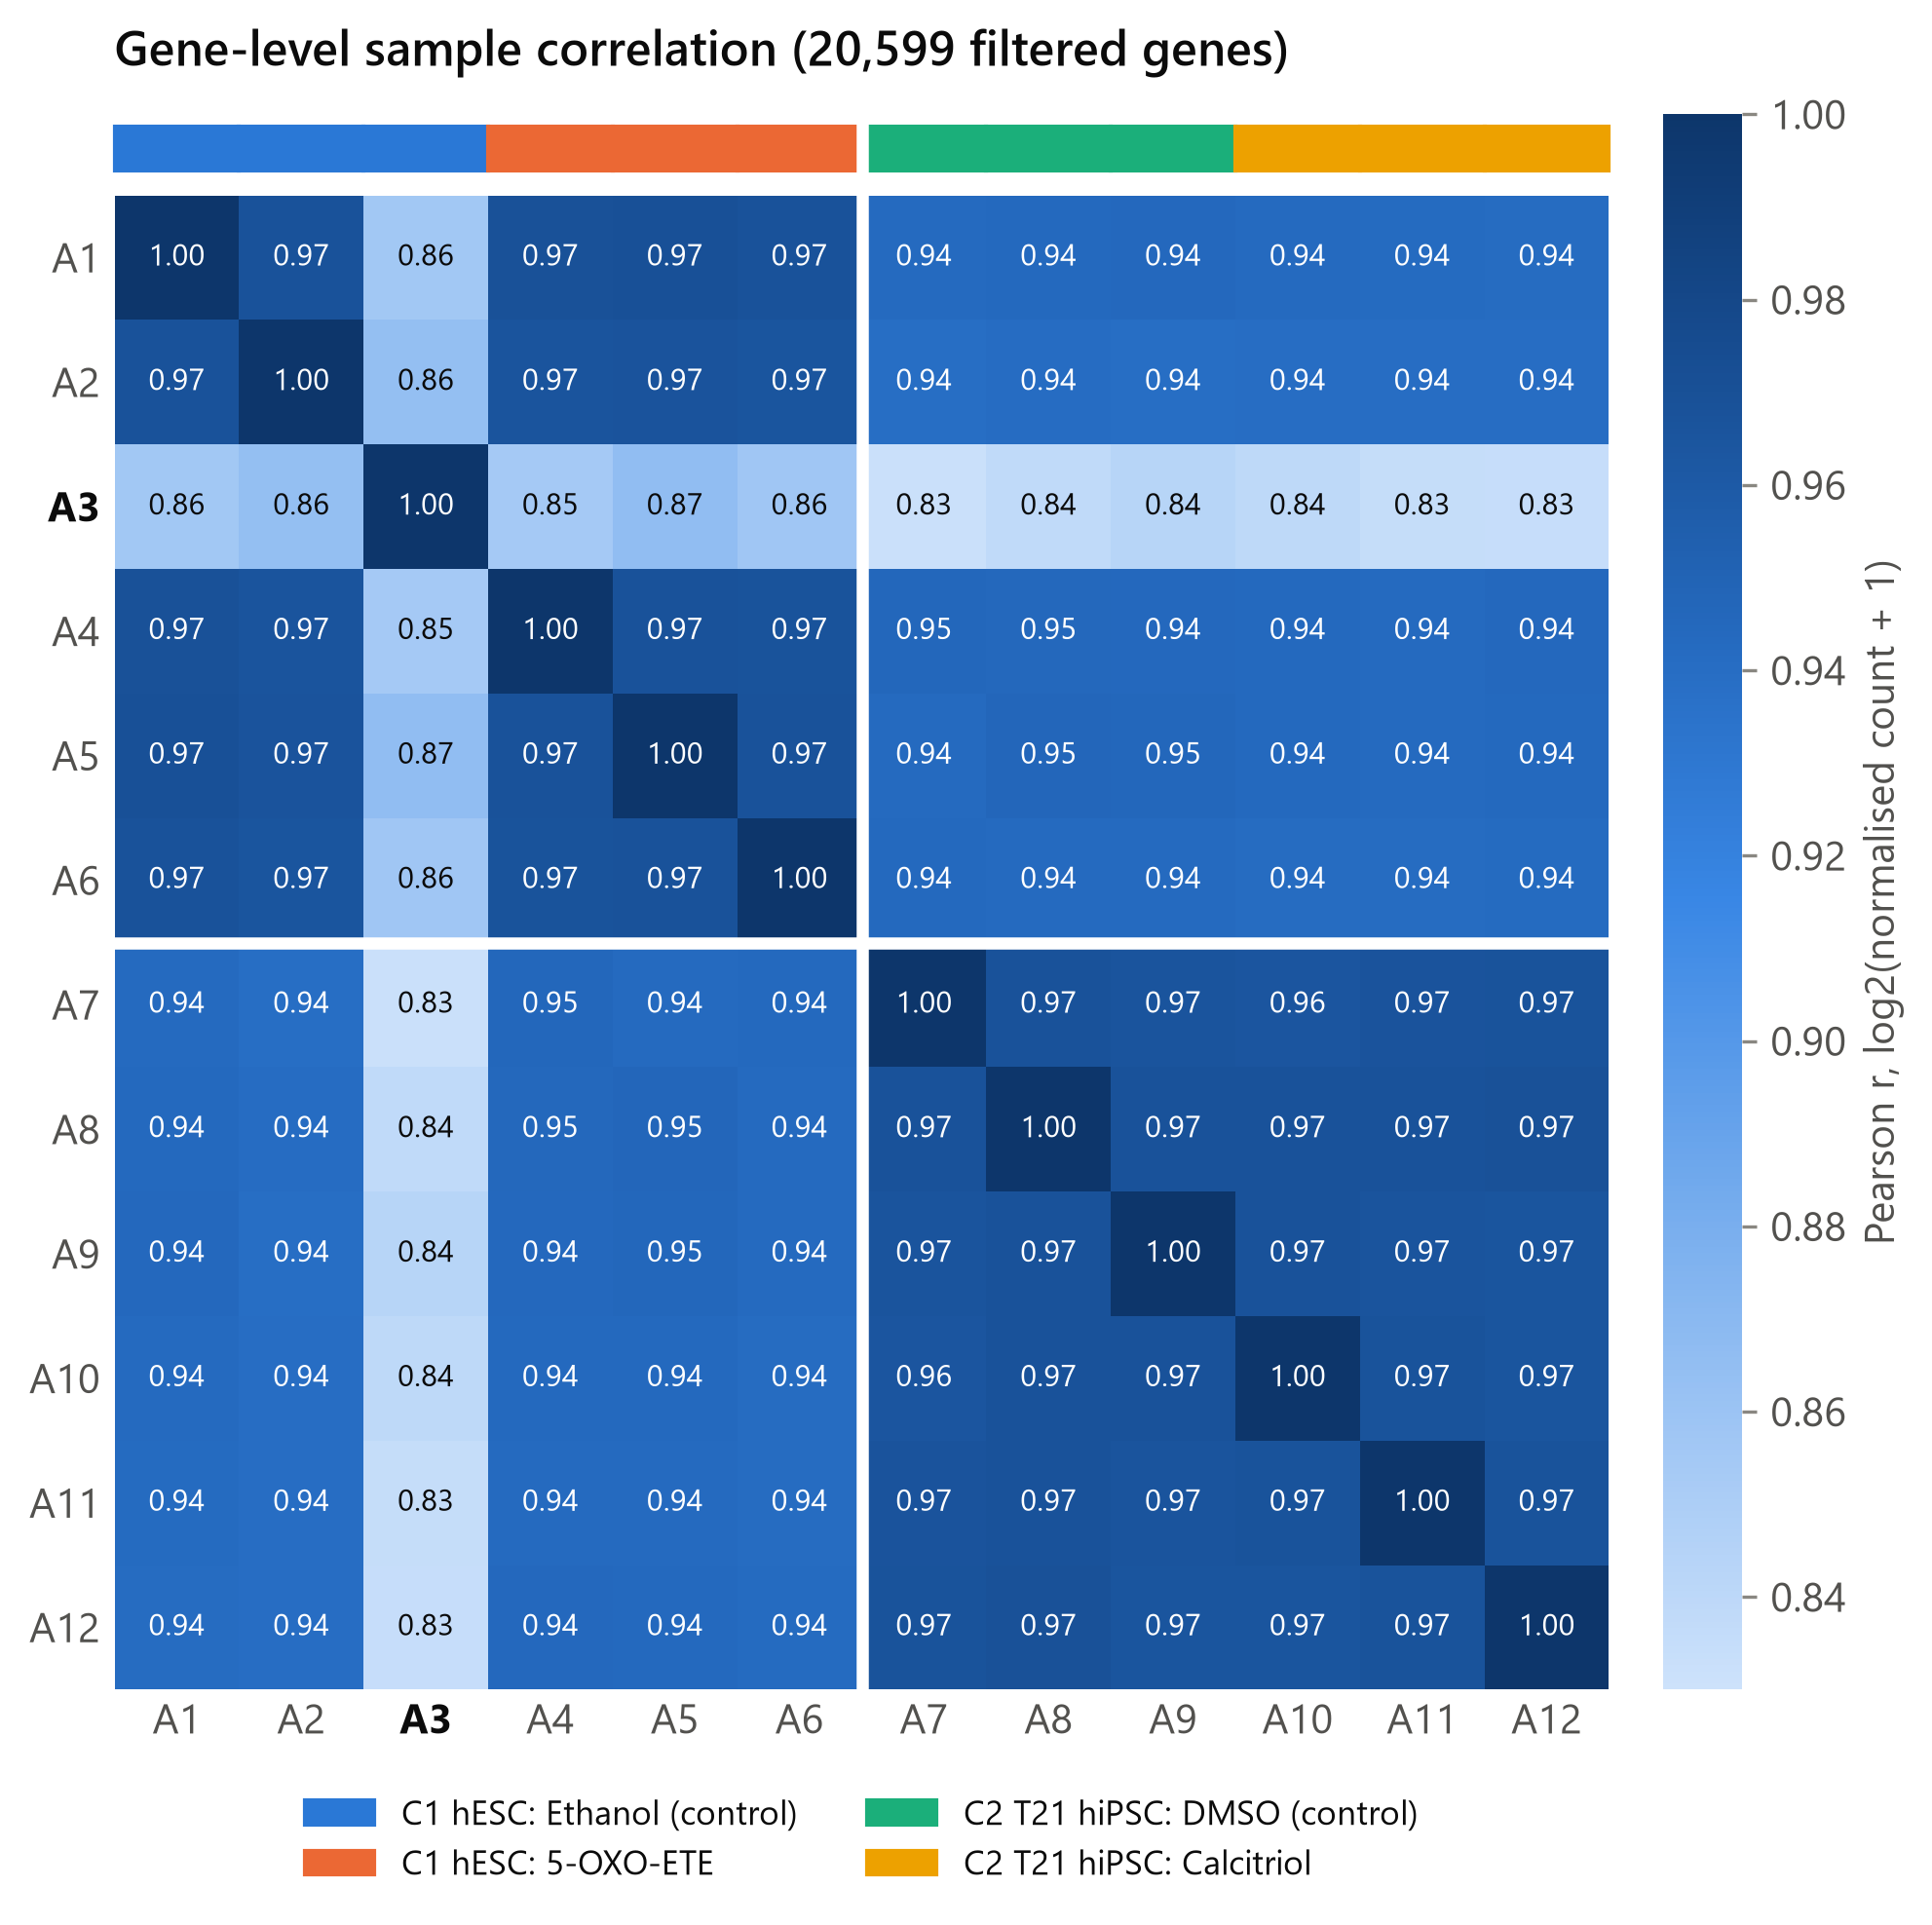 Gene-level sample correlation (20,599 filtered genes)
A1 1.00 0.97 0.86 0.97 0.97 0.97 0.94 0.94 0.94 0.94 0.94 0.94
A2 0.97 1.00 0.86 0.97 0.97 0.97 0.94 0.94 0.94 0.94 0.94 0.94
A3 0.86 0.86 1.00 0.85 0.87 0.86 0.83 0.84 0.84 0.84 0.83 0.83
A4 0.97 0.97 0.85 1.00 0.97 0.97 0.95 0.95 0.94 0.94 0.94 0.94
A5 0.97 0.97 0.87 0.97 1.00 0.97 0.94 0.95 0.95 0.94 0.94 0.94
A6 0.97 0.97 0.86 0.97 0.97 1.00 0.94 0.94 0.94 0.94 0.94 0.94
A7 0.94 0.94 0.83 0.95 0.94 0.94 1.00 0.97 0.97 0.96 0.97 0.97
A8 0.94 0.94 0.84 0.95 0.95 0.94 0.97 1.00 0.97 0.97 0.97 0.97
A9 0.94 0.94 0.84 0.94 0.95 0.94 0.97 0.97 1.00 0.97 0.97 0.97
A10 0.94 0.94 0.84 0.94 0.94 0.94 0.96 0.97 0.97 1.00 0.97 0.97
A11 0.94 0.94 0.83 0.94 0.94 0.94 0.97 0.97 0.97 0.97 1.00 0.97
A12 0.94 0.94 0.83 0.94 0.94 0.94 0.97 0.97 0.97 0.97 0.97 1.00
A1 A2 A3 A4 A5 A6 A7 A8 A9 A10 A11 A12
1.00
0.98
0.96
0.94
0.92
0.90
0.88
0.86
0.84
Pearson r, log2(normalised count + 1)
C1 hESC: Ethanol (control)
C1 hESC: 5-OXO-ETE
C2 T21 hiPSC: DMSO (control)
C2 T21 hiPSC: Calcitriol